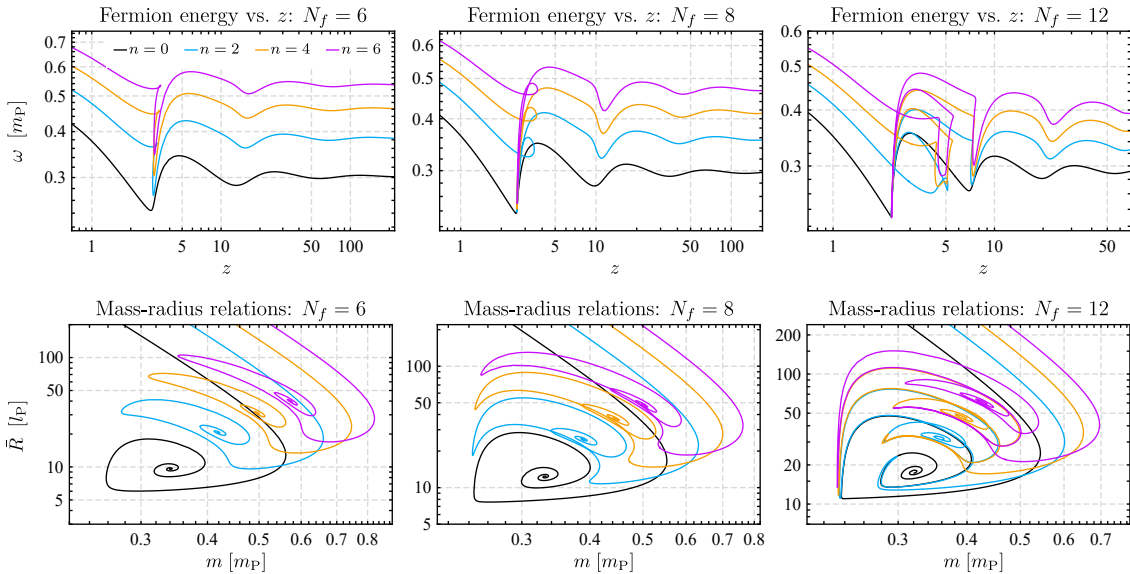 Fermion energy vs. z: N_f = 6
Fermion energy vs. z: N_f = 8
Fermion energy vs. z: N_f = 12
n = 0 n = 2 n = 4 n = 6
ω [m_P]
0.7
0.6
0.5
0.4
0.3
1 5 10 50 100
z
0.6
0.5
0.4
0.3
1 5 10 50 100
z
0.6
0.5
0.4
0.3
1 5 10 50
z
Mass-radius relations: N_f = 6
Mass-radius relations: N_f = 8
Mass-radius relations: N_f = 12
R̄ [l_P]
100
50
10
5
0.3 0.4 0.5 0.6 0.7 0.8
m [m_P]
100
50
10
5
0.3 0.4 0.5 0.6 0.7 0.8
m [m_P]
200
100
50
20
10
0.3 0.4 0.5 0.6 0.7 0.8
m [m_P]